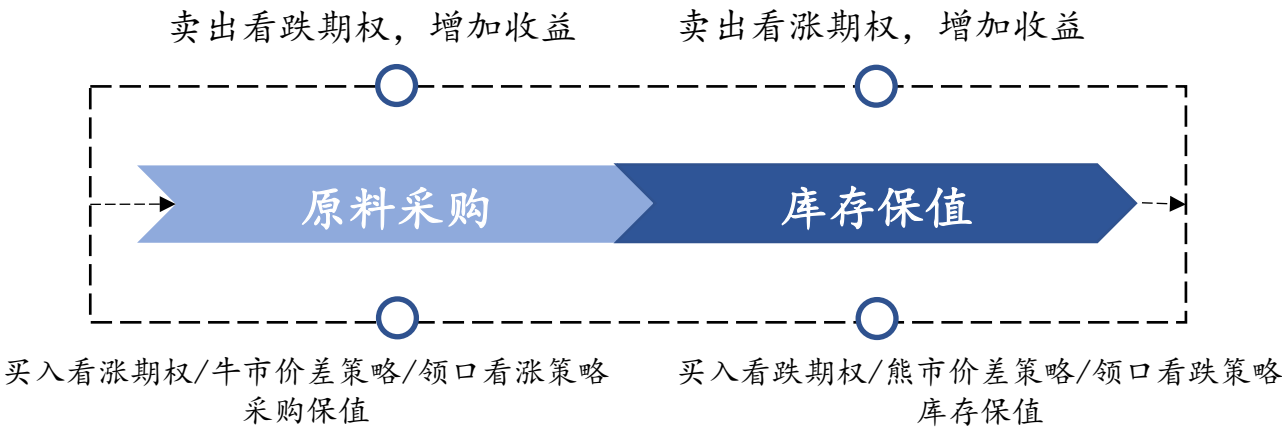 卖出看跌期权，增加收益
卖出看涨期权，增加收益
原料采购
库存保值
买入看涨期权/牛市价差策略/领口看涨策略
采购保值
买入看跌期权/熊市价差策略/领口看跌策略
库存保值